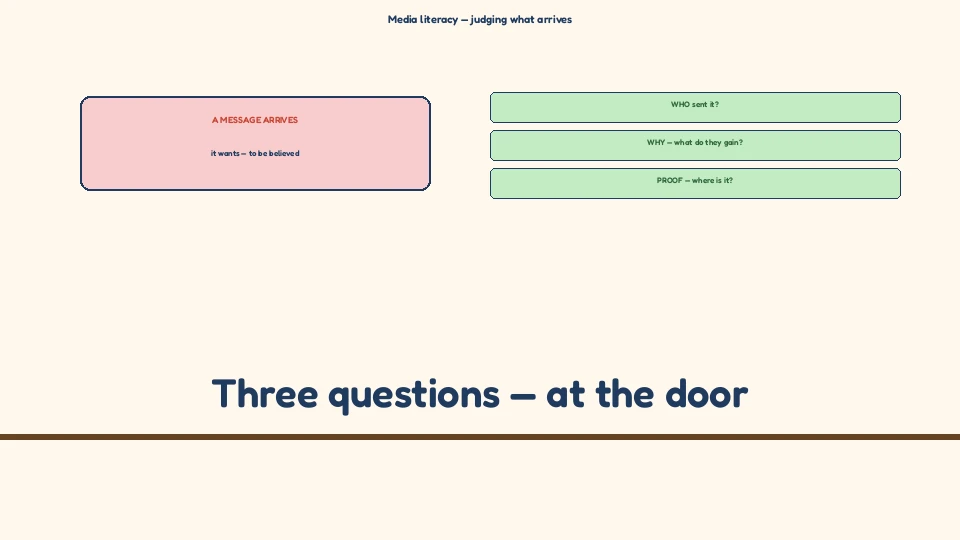 Media literacy — judging what arrives
A MESSAGE ARRIVES
it wants — to be believed
WHO sent it?
WHY — what do they gain?
PROOF — where is it?
Three questions — at the door